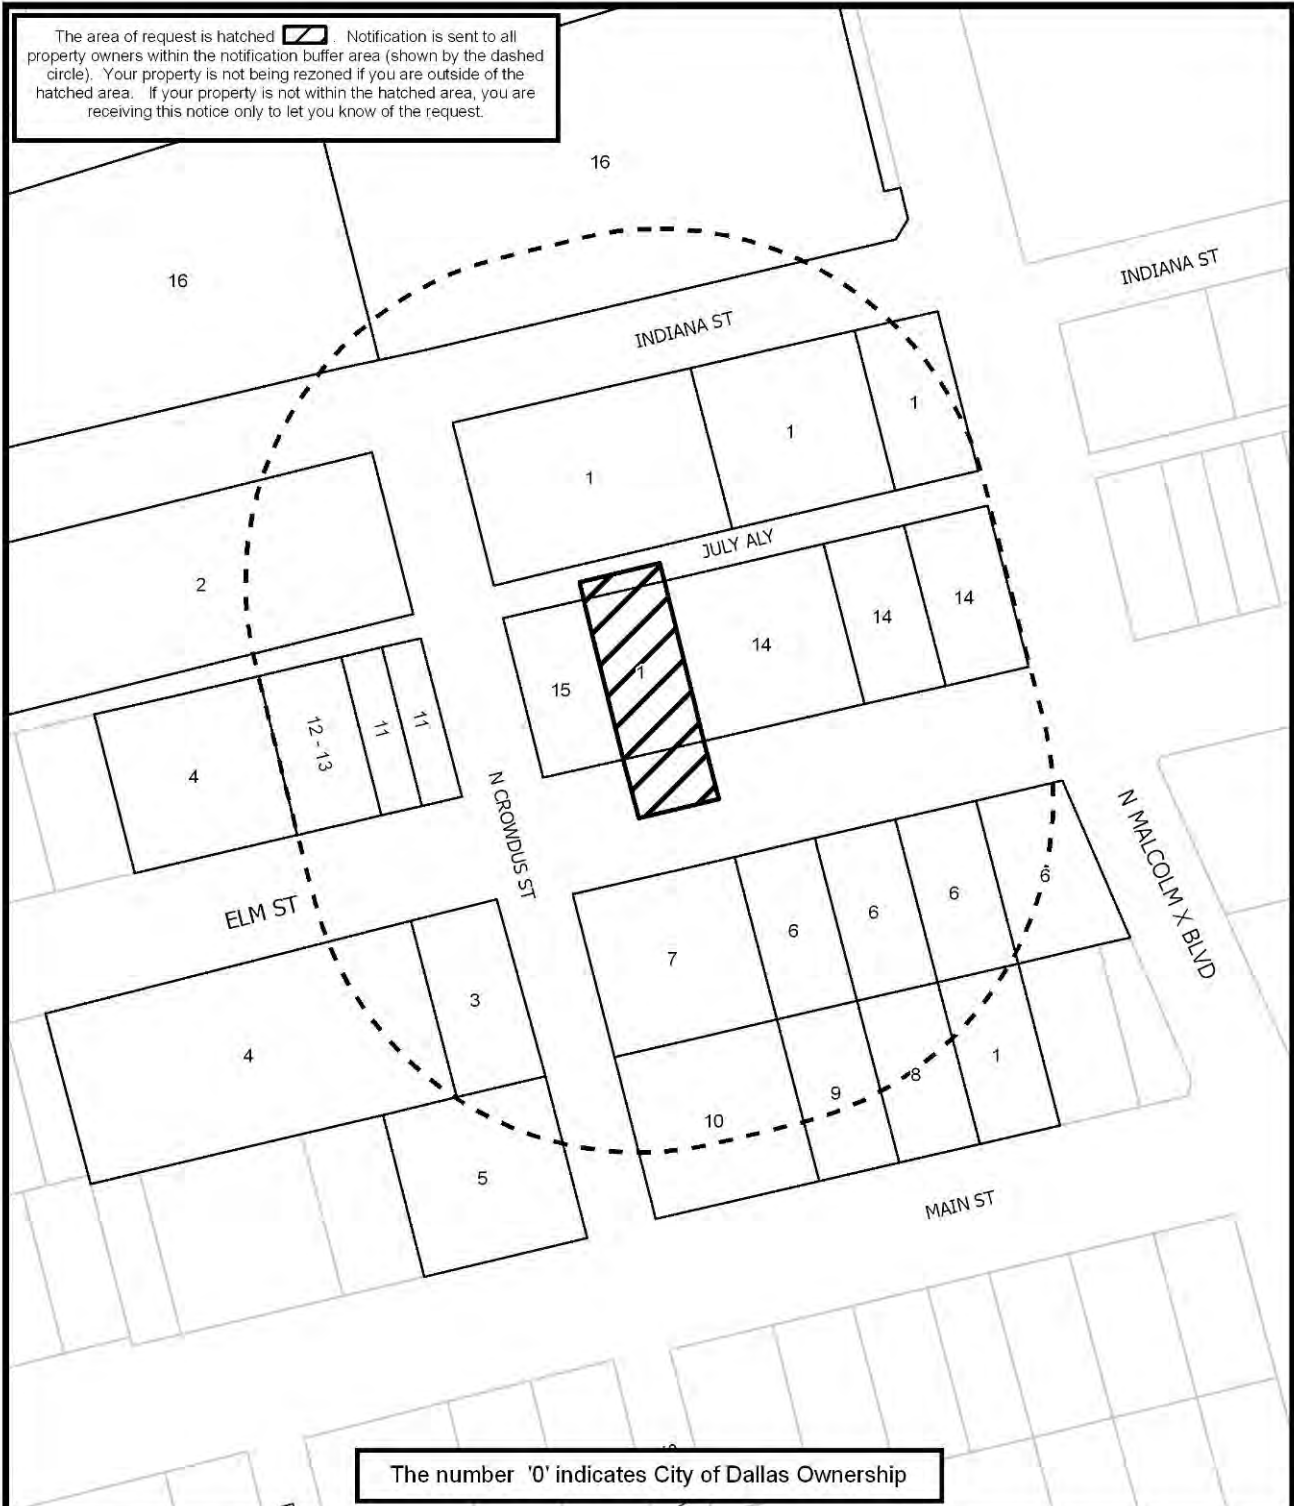 The area of request is hatched . Notification is sent to all
property owners within the notification buffer area (shown by the dashed
circle). Your property is not being rezoned if you are outside of the
hatched area. If your property is not within the hatched area, you are
receiving this notice only to let you know of the request.
16
16
INDIANA ST
INDIANA ST
1
1
1
JULY ALY
2
14
14
14
1
15
12 - 13
11
11
4
N CROWDUS ST
N MALCOLM X BLVD
ELM ST
6
6
6
6
7
3
4
1
8
9
10
5
MAIN ST
The number '0' indicates City of Dallas Ownership